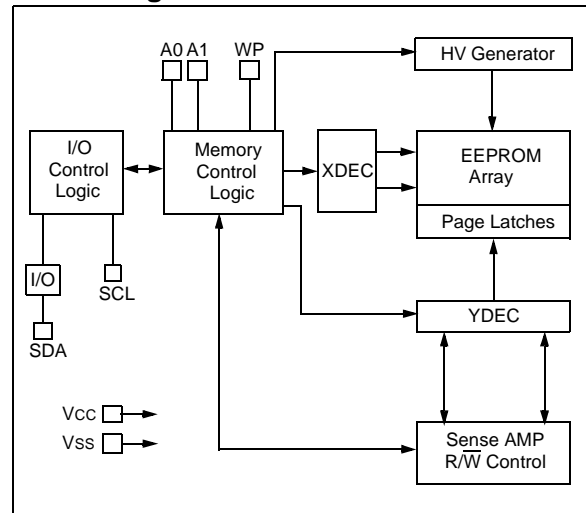 A0 A1
WP
HV Generator
I/O
Control
Logic
Memory
Control
Logic
XDEC
EEPROM
Array
Page Latches
I/O
SCL
SDA
YDEC
Vcc
Vss
Sense AMP
R/W̅ Control